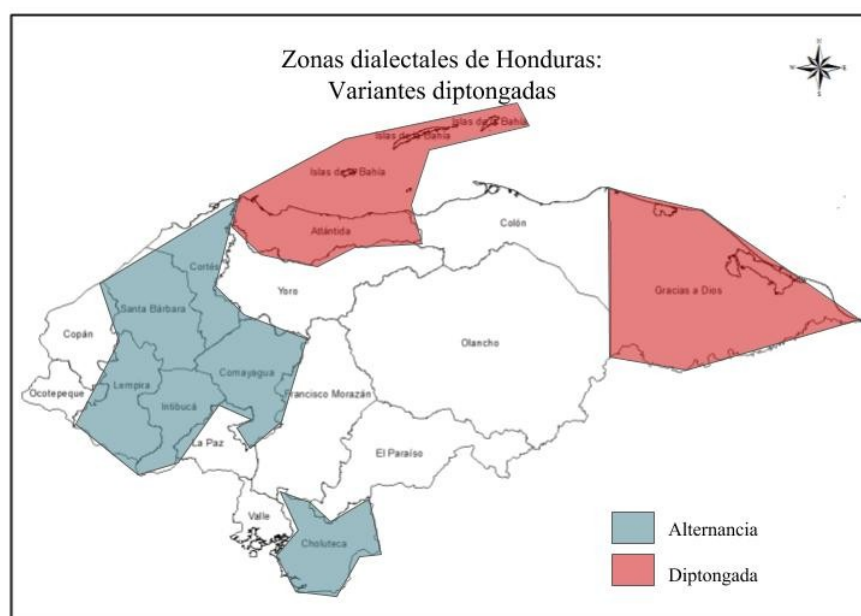 Zonas dialectales de Honduras:
Variantes diptongadas
N
W
E
S
Islas de la Bahía
Islas de la Bahía
Islas de la Bahía
Atlántida
Colón
Cortés
Yoro
Gracias a Dios
Santa Bárbara
Copán
Olancho
Comayagua
Lempira
Ocotepeque
Intibucá
Francisco Morazán
La Paz
El Paraíso
Valle
Choluteca
Alternancia
Diptongada